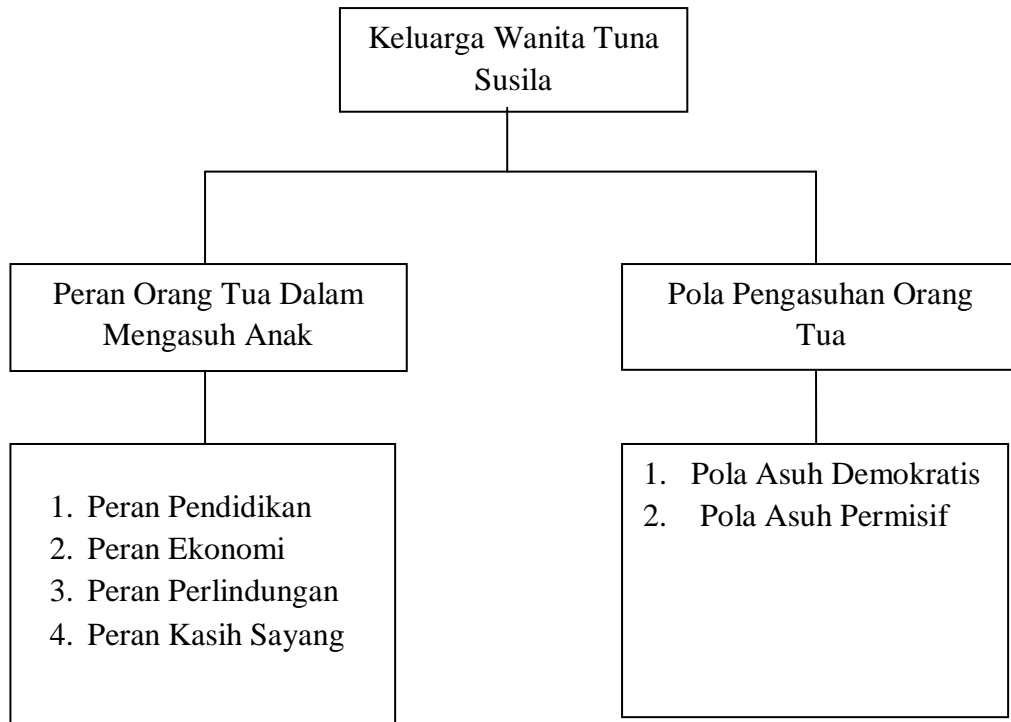 Keluarga Wanita Tuna
Susila
Peran Orang Tua Dalam
Mengasuh Anak
Pola Pengasuhan Orang
Tua
1. Peran Pendidikan
2. Peran Ekonomi
3. Peran Perlindungan
4. Peran Kasih Sayang
1. Pola Asuh Demokratis
2. Pola Asuh Permisif